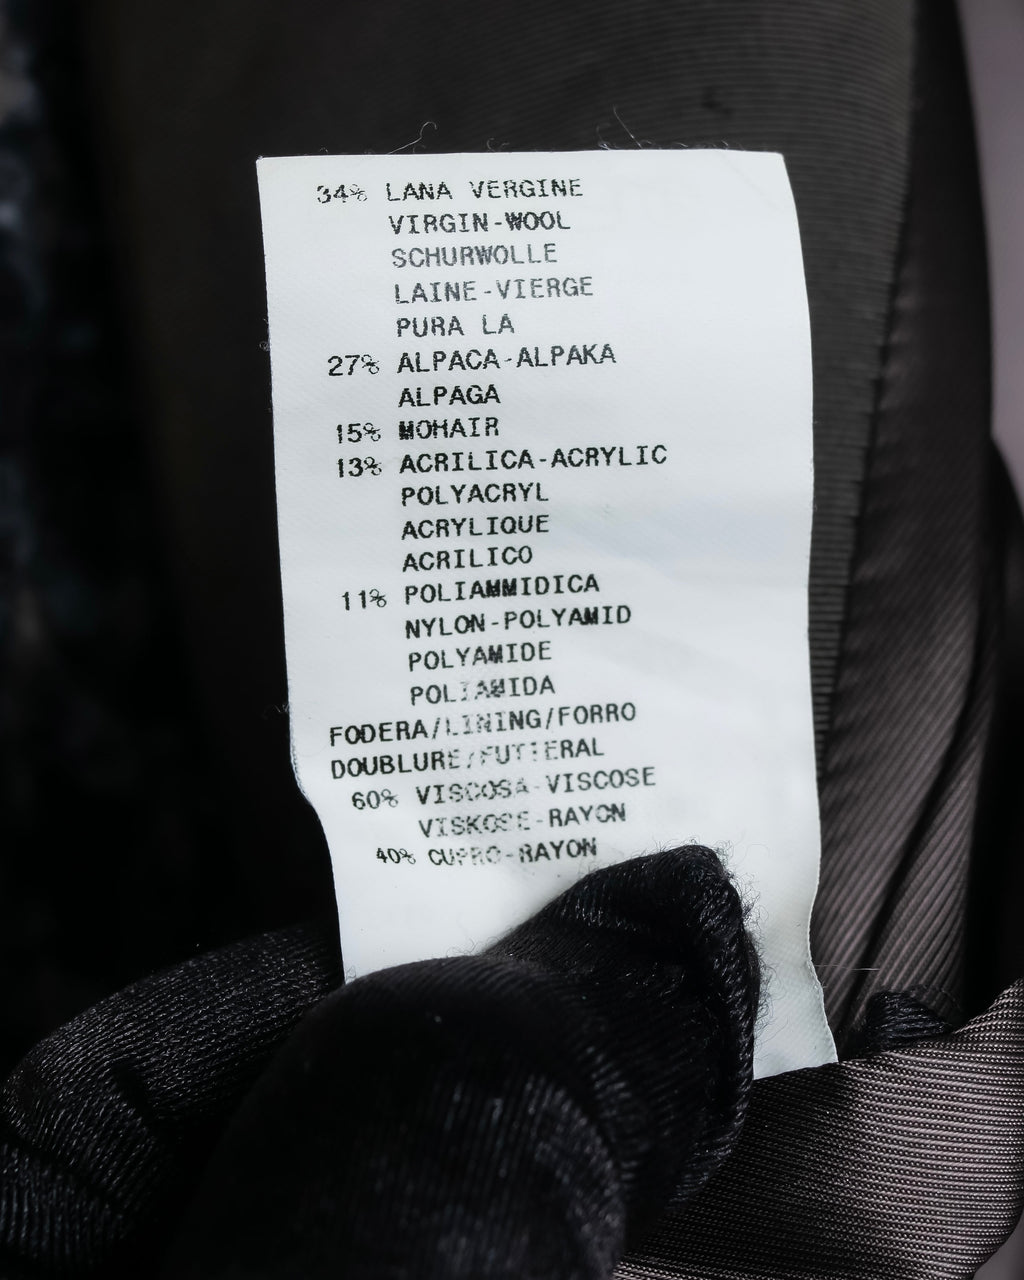 34% LANA VERGINE
VIRGIN-WOOL
SCHURWOLLE
LAINE-VIERGE
PURA LA
27% ALPACA-ALPAKA
ALPAGA
15% MOHAIR
13% ACRILICA-ACRYLIC
POLYACRYL
ACRYLIQUE
ACRILICO
11% POLIAMMIDICA
NYLON-POLYAMID
POLYAMIDE
POLIAMIDA
FODERA/LINING/FORRO
DOUBLURE/FUTTERAL
60% VISCOSA-VISCOSE
VISKOSE-RAYON
40% CUPRO-RAYON